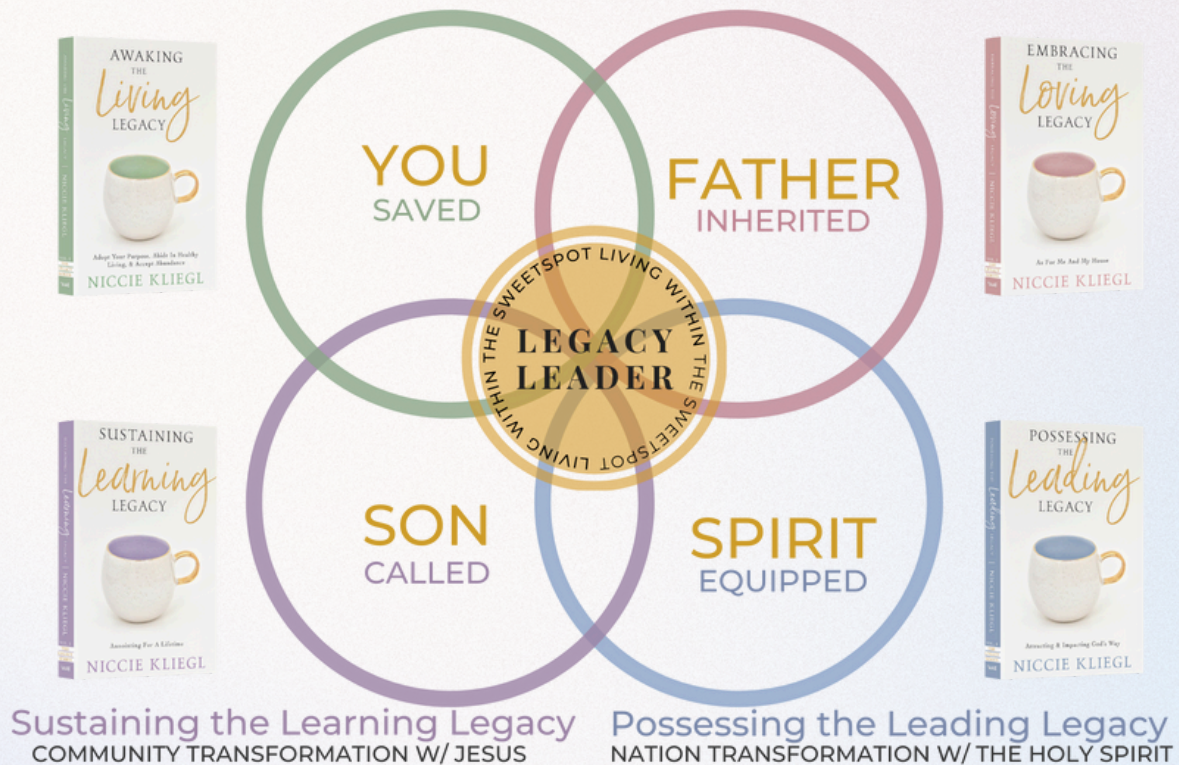 AWAKING
THE
Living
LEGACY
Adopt Your Purpose, Abide In Healthy
Living, & Accept Abundance
NICCIE KLIEGL
YOU
SAVED
FATHER
INHERITED
EMBRACING
THE
Loving
LEGACY
As For Me And My House
NICCIE KLIEGL
LIVING WITHIN THE SWEETSPOT LIVING WITHIN THE SWEETSPOT
LEGACY
LEADER
SUSTAINING
THE
Learning
LEGACY
Anointing For A Lifetime
NICCIE KLIEGL
SON
CALLED
SPIRIT
EQUIPPED
POSSESSING
THE
Leading
LEGACY
Attracting & Impacting God's Way
NICCIE KLIEGL
Sustaining the Learning Legacy
COMMUNITY TRANSFORMATION W/ JESUS
Possessing the Leading Legacy
NATION TRANSFORMATION W/ THE HOLY SPIRIT